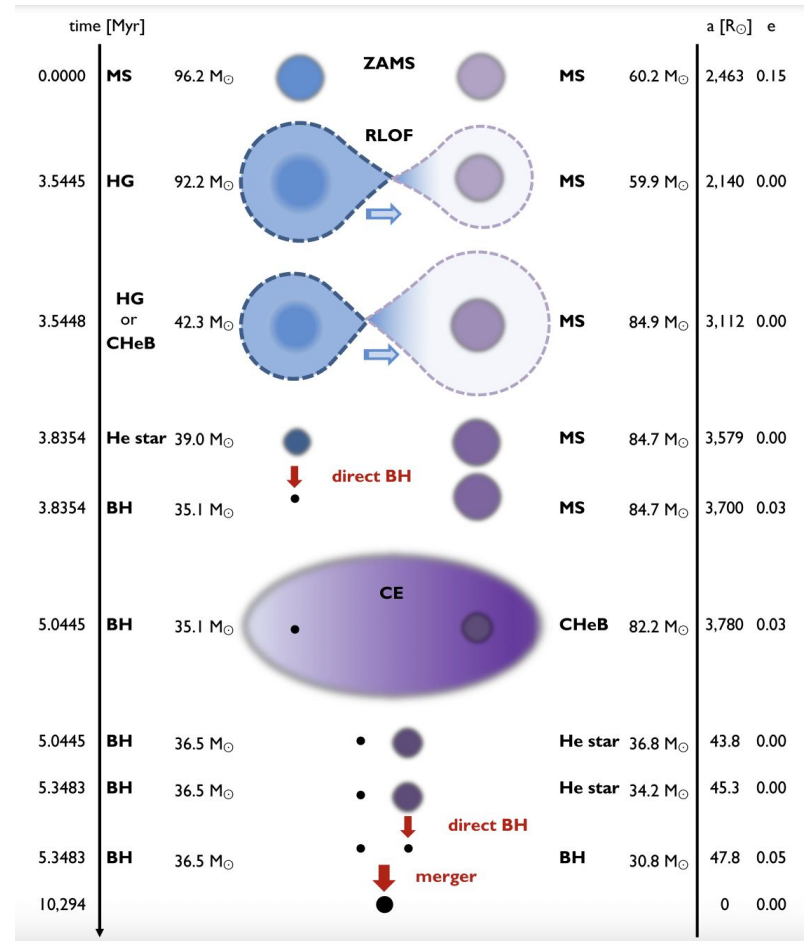 time [Myr] a [R☉] e
0.0000 MS 96.2 M☉ ZAMS MS 60.2 M☉ 2,463 0.15
RLOF
3.5445 HG 92.2 M☉ MS 59.9 M☉ 2,140 0.00
HG
3.5448 or 42.3 M☉ MS 84.9 M☉ 3,112 0.00
CHeB
3.8354 He star 39.0 M☉ MS 84.7 M☉ 3,579 0.00
direct BH
3.8354 BH 35.1 M☉ MS 84.7 M☉ 3,700 0.03
CE
5.0445 BH 35.1 M☉ CHeB 82.2 M☉ 3,780 0.03
5.0445 BH 36.5 M☉ He star 36.8 M☉ 43.8 0.00
5.3483 BH 36.5 M☉ He star 34.2 M☉ 45.3 0.00
direct BH
5.3483 BH 36.5 M☉ BH 30.8 M☉ 47.8 0.05
merger
10,294 0 0.00